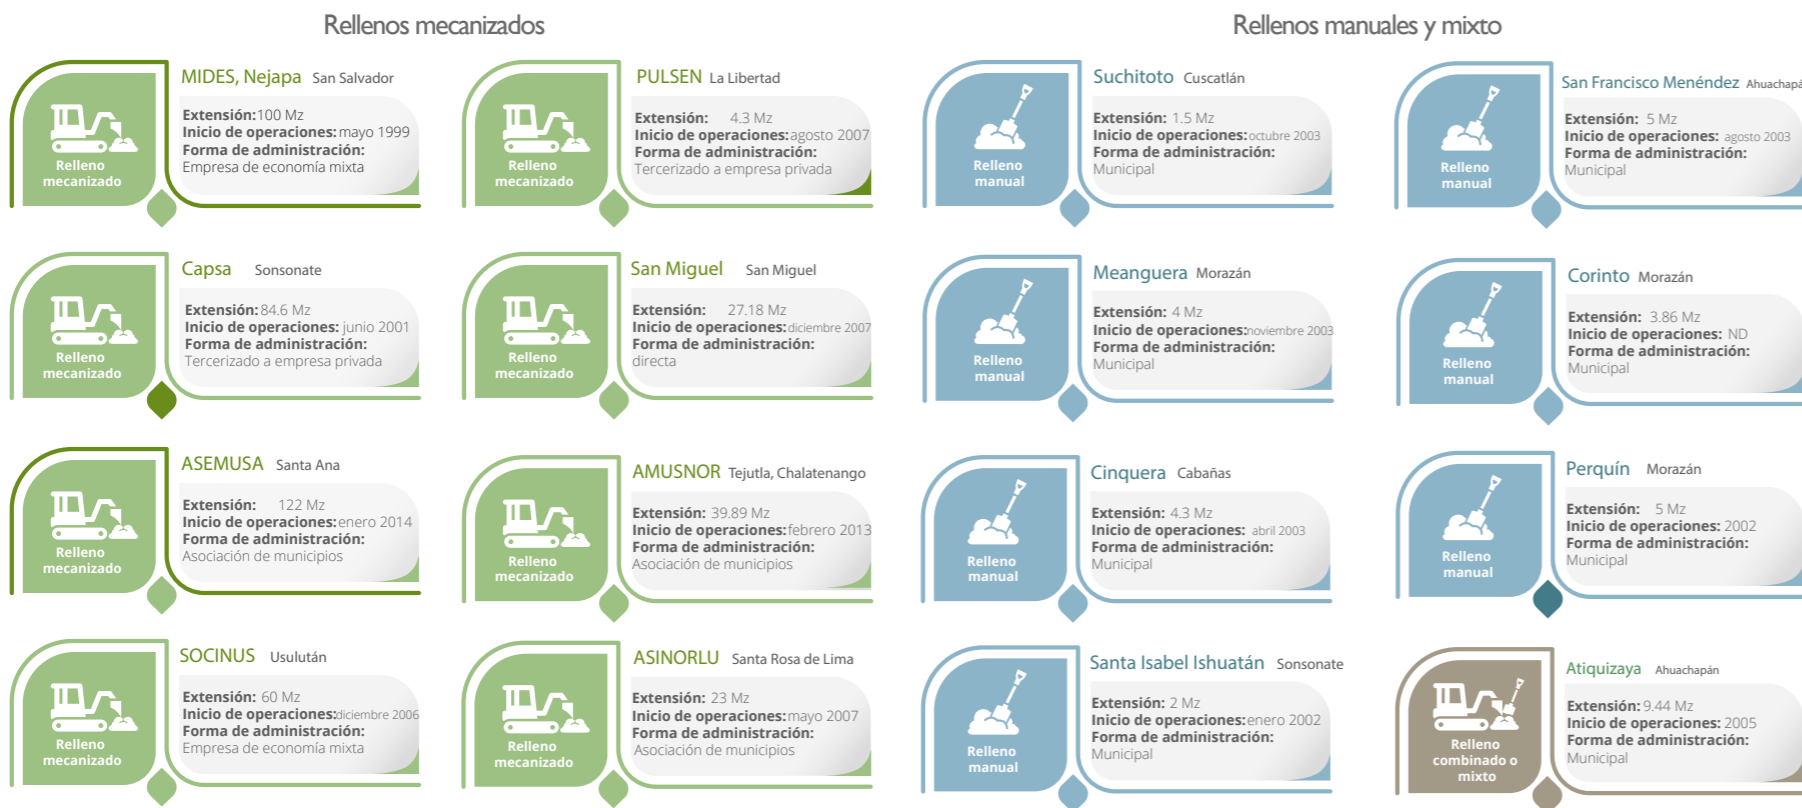 Rellenos mecanizados
Relleno
mecanizado
MIDES, Nejapa San Salvador
Extensión: 100 Mz
Inicio de operaciones: mayo 1999
Forma de administración:
Empresa de economía mixta
Relleno
mecanizado
PULSEN La Libertad
Extensión: 4.3 Mz
Inicio de operaciones: agosto 2007
Forma de administración:
Tercerizado a empresa privada
Relleno
mecanizado
Capsa Sonsonate
Extensión: 84.6 Mz
Inicio de operaciones: junio 2001
Forma de administración:
Tercerizado a empresa privada
Relleno
mecanizado
San Miguel San Miguel
Extensión: 27.18 Mz
Inicio de operaciones: diciembre 2007
Forma de administración:
directa
Relleno
mecanizado
ASEMUSA Santa Ana
Extensión: 122 Mz
Inicio de operaciones: enero 2014
Forma de administración:
Asociación de municipios
Relleno
mecanizado
AMUSNOR Tejutla, Chalatenango
Extensión: 39.89 Mz
Inicio de operaciones: febrero 2013
Forma de administración:
Asociación de municipios
Relleno
mecanizado
SOCINUS Usulután
Extensión: 60 Mz
Inicio de operaciones: diciembre 2006
Forma de administración:
Empresa de economía mixta
Relleno
mecanizado
ASINORLU Santa Rosa de Lima
Extensión: 23 Mz
Inicio de operaciones: mayo 2007
Forma de administración:
Asociación de municipios
Rellenos manuales y mixto
Relleno
manual
Suchitoto Cuscatlán
Extensión: 1.5 Mz
Inicio de operaciones: octubre 2003
Forma de administración:
Municipal
Relleno
manual
San Francisco Menéndez Ahuachapá
Extensión: 5 Mz
Inicio de operaciones: agosto 2003
Forma de administración:
Municipal
Relleno
manual
Meanguera Morazán
Extensión: 4 Mz
Inicio de operaciones: noviembre 2003
Forma de administración:
Municipal
Relleno
manual
Corinto Morazán
Extensión: 3.86 Mz
Inicio de operaciones: ND
Forma de administración:
Municipal
Relleno
manual
Cinquera Cabañas
Extensión: 4.3 Mz
Inicio de operaciones: abril 2003
Forma de administración:
Municipal
Relleno
manual
Perquín Morazán
Extensión: 5 Mz
Inicio de operaciones: 2002
Forma de administración:
Municipal
Relleno
manual
Santa Isabel Ishuatán Sonsonate
Extensión: 2 Mz
Inicio de operaciones: enero 2002
Forma de administración:
Municipal
Relleno
combinado o
mixto
Atiquizaya Ahuachapán
Extensión: 9.44 Mz
Inicio de operaciones: 2005
Forma de administración:
Municipal